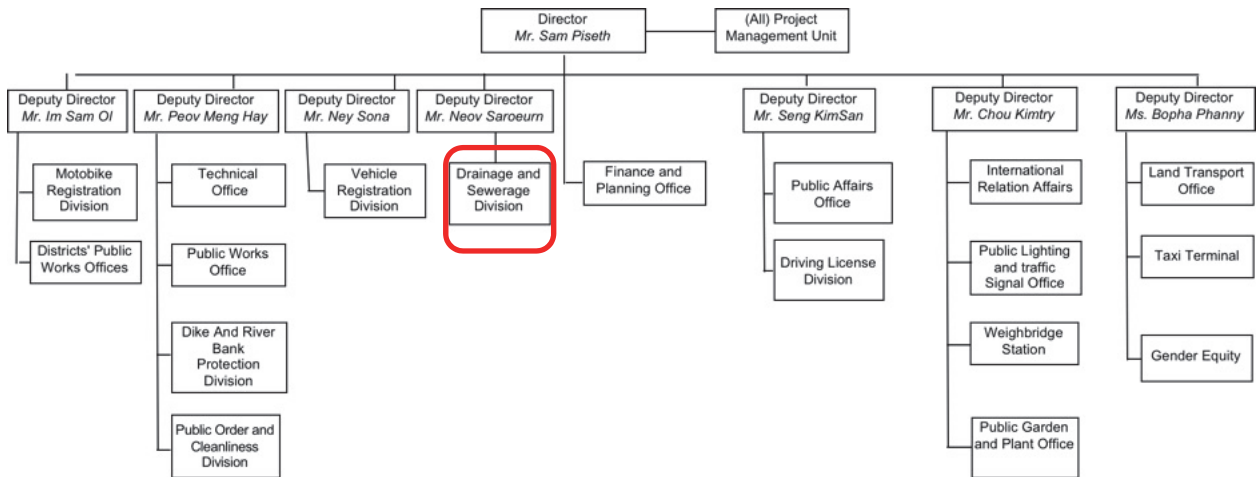 Director
Mr. Sam Piseth
(All) Project
Management Unit
Deputy Director
Mr. Im Sam Ol
Deputy Director
Mr. Peov Meng Hay
Deputy Director
Mr. Ney Sona
Deputy Director
Mr. Neov Saroeurn
Deputy Director
Mr. Seng KimSan
Deputy Director
Mr. Chou Kimtry
Deputy Director
Ms. Bopha Phanny
Motobike
Registration
Division
Districts' Public
Works Offices
Technical
Office
Public Works
Office
Dike And River
Bank
Protection
Division
Public Order and
Cleanliness
Division
Vehicle
Registration
Division
Drainage and
Sewerage
Division
Finance and
Planning Office
Public Affairs
Office
Driving License
Division
International
Relation Affairs
Public Lighting
and traffic
Signal Office
Weighbridge
Station
Public Garden
and Plant Office
Land Transport
Office
Taxi Terminal
Gender Equity